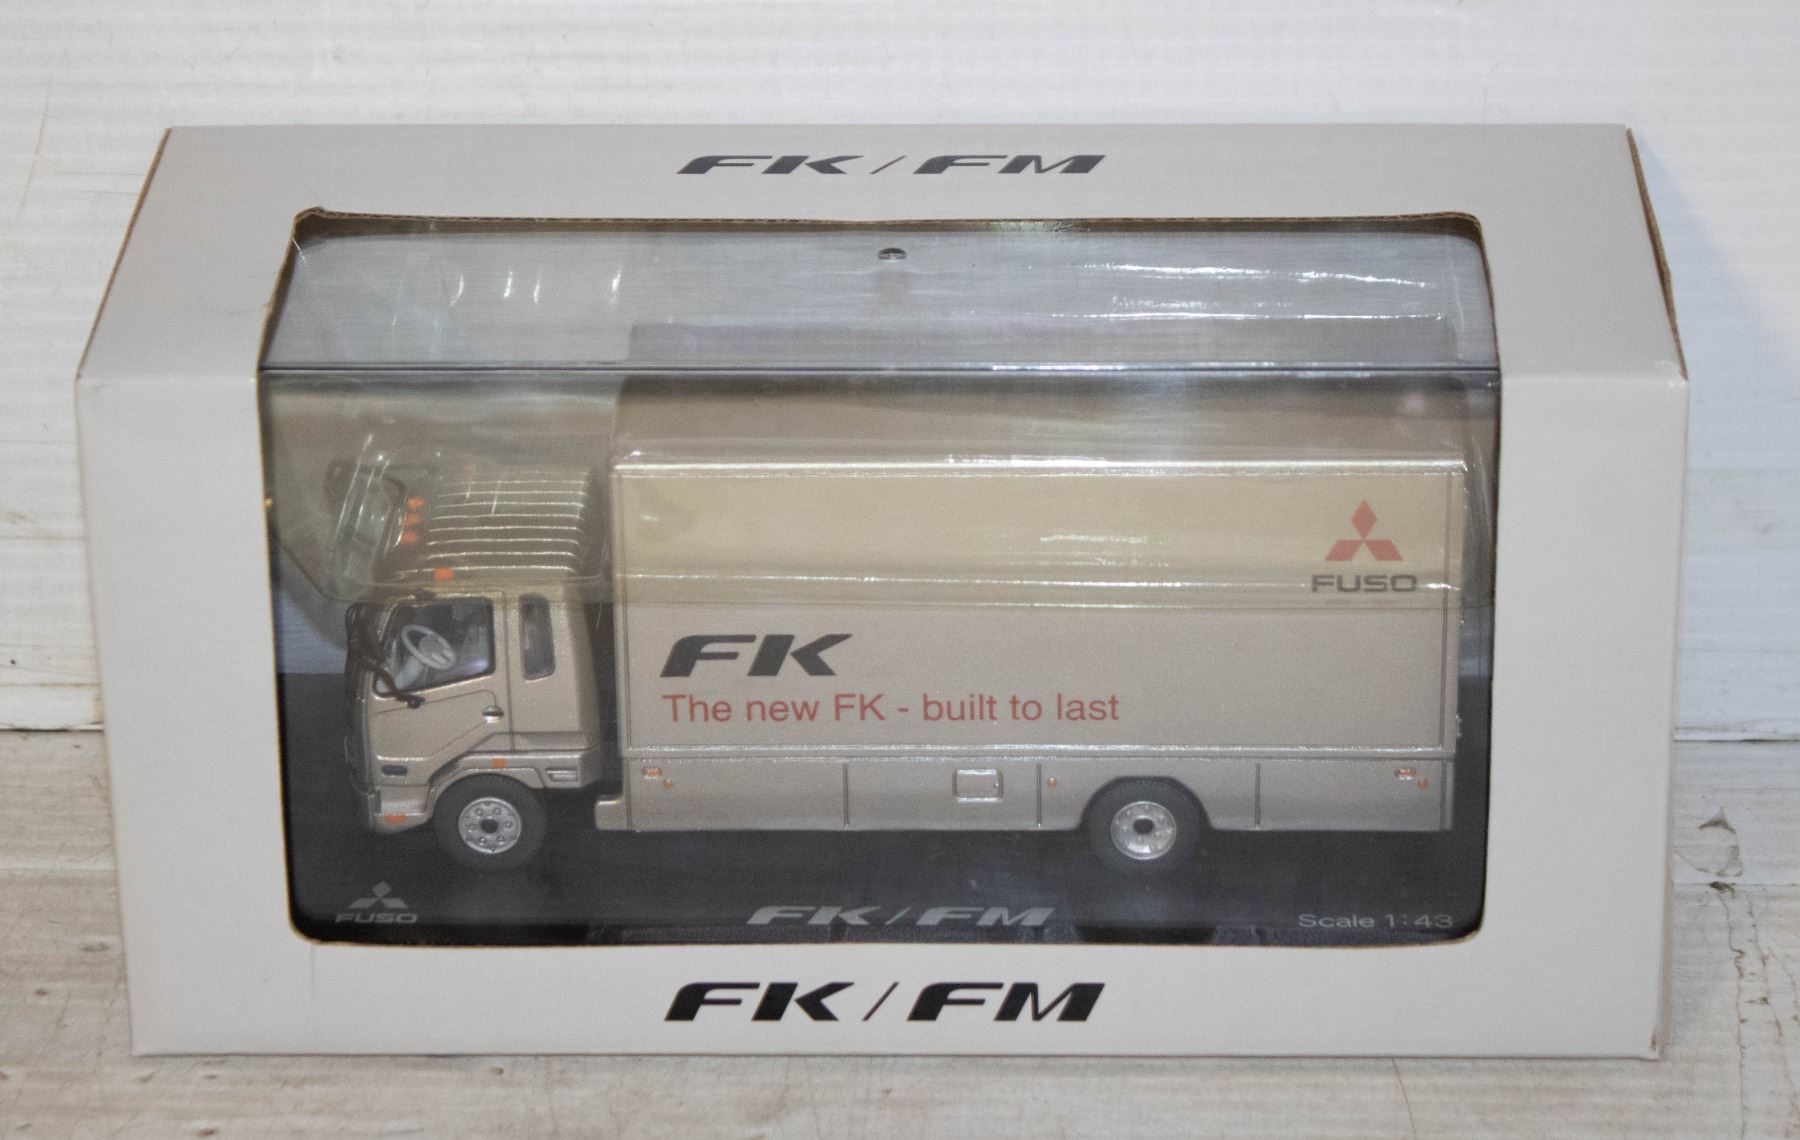 FK / FM
FUSO
FK
The new FK - built to last
FUSO
FK / FM
Scale 1:43
FK / FM